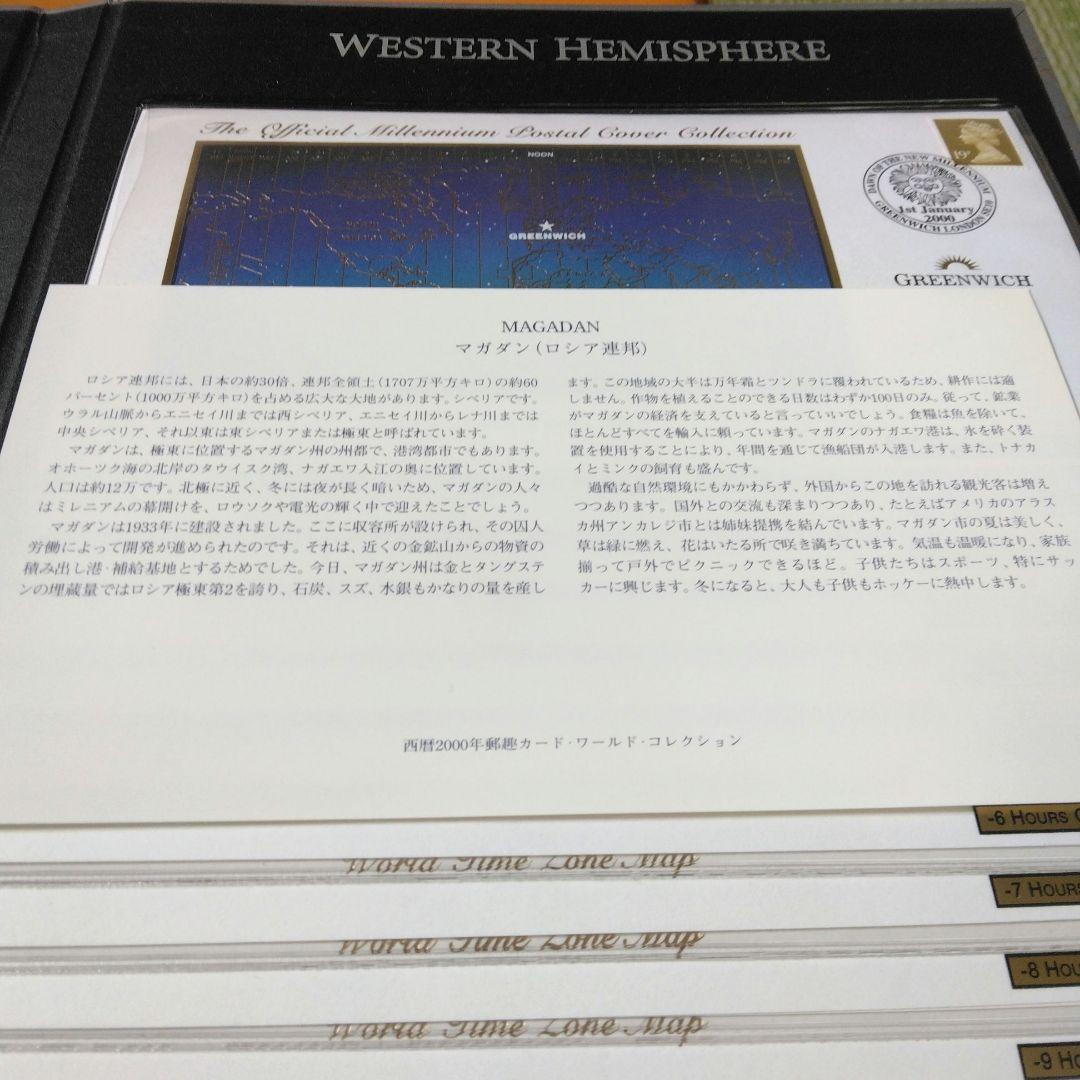 WESTERN HEMISPHERE
The Official Millennium Postal Cover Collection
NOON
GREENWICH
19P
DAWN OF THE NEW MILLENNIUM
1st January
2000
GREENWICH LONDON SE10
GREENWICH
MAGADAN
マガダン(ロシア連邦)
ロシア連邦には、日本の約30倍、連邦全領土(1707万平方キロ)の約60
パーセント(1000万平方キロ)を占める広大な大地があります。シベリアです。
ウラル山脈からエニセイ川までは西シベリア、エニセイ川からレナ川までは
中央シベリア、それ以東は東シベリアまたは極東と呼ばれています。
マガダンは、極東に位置するマガダン州の州都で、港湾都市でもあります。
オホーツク海の北岸のタウイスク湾、ナガエワ入江の奥に位置しています。
人口は約12万です。北極に近く、冬には夜が長く暗いため、マガダンの人々
はミレニアムの幕開けを、ロウソクや電光の輝く中で迎えたことでしょう。
マガダンは1933年に建設されました。ここに収容所が設けられ、その囚人
労働によって開発が進められたのです。それは、近くの金鉱山からの物資の
積み出し港・補給基地とするためでした。今日、マガダン州は金とタングステ
ンの埋蔵量ではロシア極東第2を誇り、石炭、スズ、水銀もかなりの量を産し
ます。この地域の大半は万年霜とツンドラに覆われているため、耕作には適
しません。作物を植えることのできる日数はわずか100日のみ。従って、鉱業
がマガダンの経済を支えていると言っていいでしょう。食糧は魚を除いて、
ほとんどすべてを輸入に頼っています。マガダンのナガエワ港は、氷を砕く装
置を使用することにより、年間を通じて漁船団が入港します。また、トナカ
イとミンクの飼育も盛んです。
過酷な自然環境にもかかわらず、外国からこの地を訪れる観光客は増え
つつあります。国外との交流も深まりつつあり、たとえばアメリカのアラス
カ州アンカレジ市とは姉妹提携を結んでいます。マガダン市の夏は美しく、
草は緑に燃え、花はいたる所で咲き満ちています。気温も温暖になり、家族
揃って戸外でピクニックできるほど。子供たちはスポーツ、特にサッ
カーに興じます。冬になると、大人も子供もホッケーに熱中します。
西暦2000年郵趣カード・ワールド・コレクション
-6 HOURS
World Time Zone Map
-7 HOURS
World Time Zone Map
-8 HOU
World Time Zone Map
-9 HO